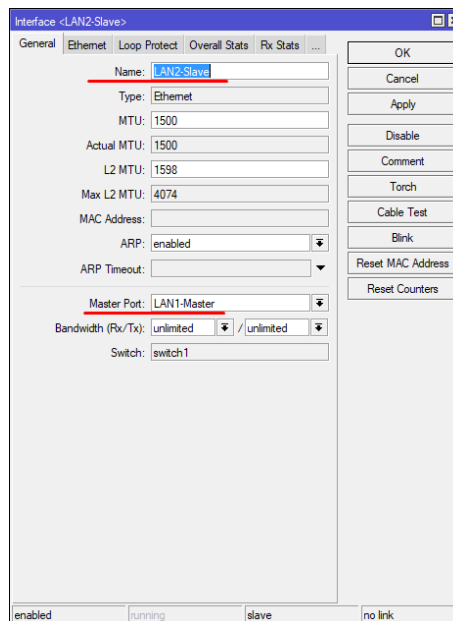 Interface <LAN2-Slave>
General Ethernet Loop Protect Overall Stats Rx Stats ...
Name: LAN2-Slave
Type: Ethernet
MTU: 1500
Actual MTU: 1500
L2 MTU: 1598
Max L2 MTU: 4074
MAC Address:
ARP: enabled
ARP Timeout:
Master Port: LAN1-Master
Bandwidth (Rx/Tx): unlimited / unlimited
Switch: switch1
OK
Cancel
Apply
Disable
Comment
Torch
Cable Test
Blink
Reset MAC Address
Reset Counters
enabled running slave no link